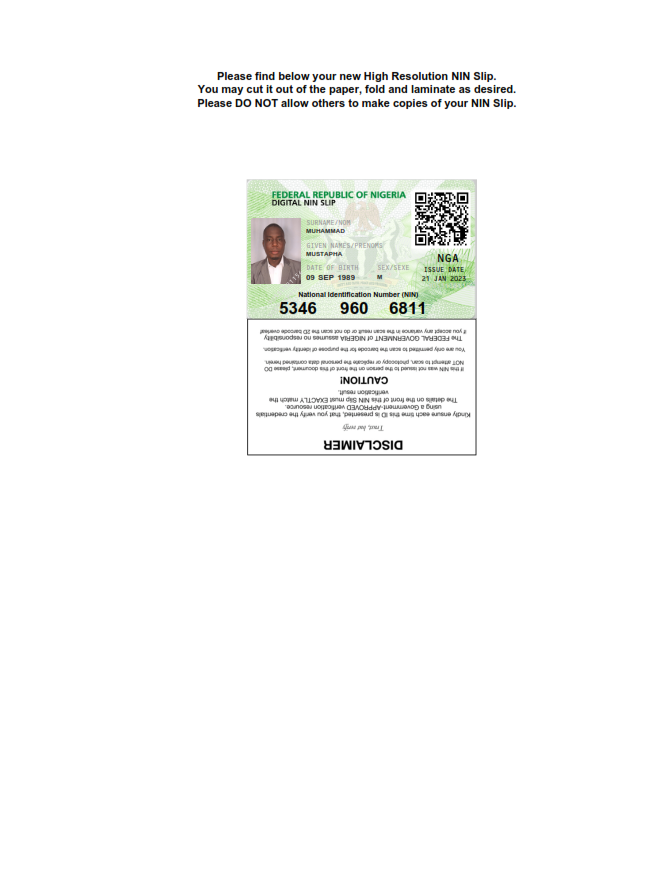 Please find below your new High Resolution NIN Slip.
You may cut it out of the paper, fold and laminate as desired.
Please DO NOT allow others to make copies of your NIN Slip.
FEDERAL REPUBLIC OF NIGERIA
DIGITAL NIN SLIP
SURNAME/NOM
MUHAMMAD
GIVEN NAMES/PRENOMS
MUSTAPHA
DATE OF BIRTH SEX/SEXE
09 SEP 1989 M
NGA
ISSUE DATE
21 JAN 2023
National Identification Number (NIN)
5346 960 6811
DISCLAIMER
Trust, but verify
Kindly ensure each time this ID is presented, that you verify the credentials
using a Government-APPROVED verification resource.
The details on the front of this NIN Slip must EXACTLY match the
verification result.
CAUTION!
If this NIN was not issued to the person on the front of this document, please DO
NOT attempt to scan, photocopy or replicate the personal data contained herein.
You are only permitted to scan the barcode for the purpose of identity verification.
The FEDERAL GOVERNMENT of NIGERIA assumes no responsibility
if you accept any variance in the scan result or do not scan the 2D barcode overleaf